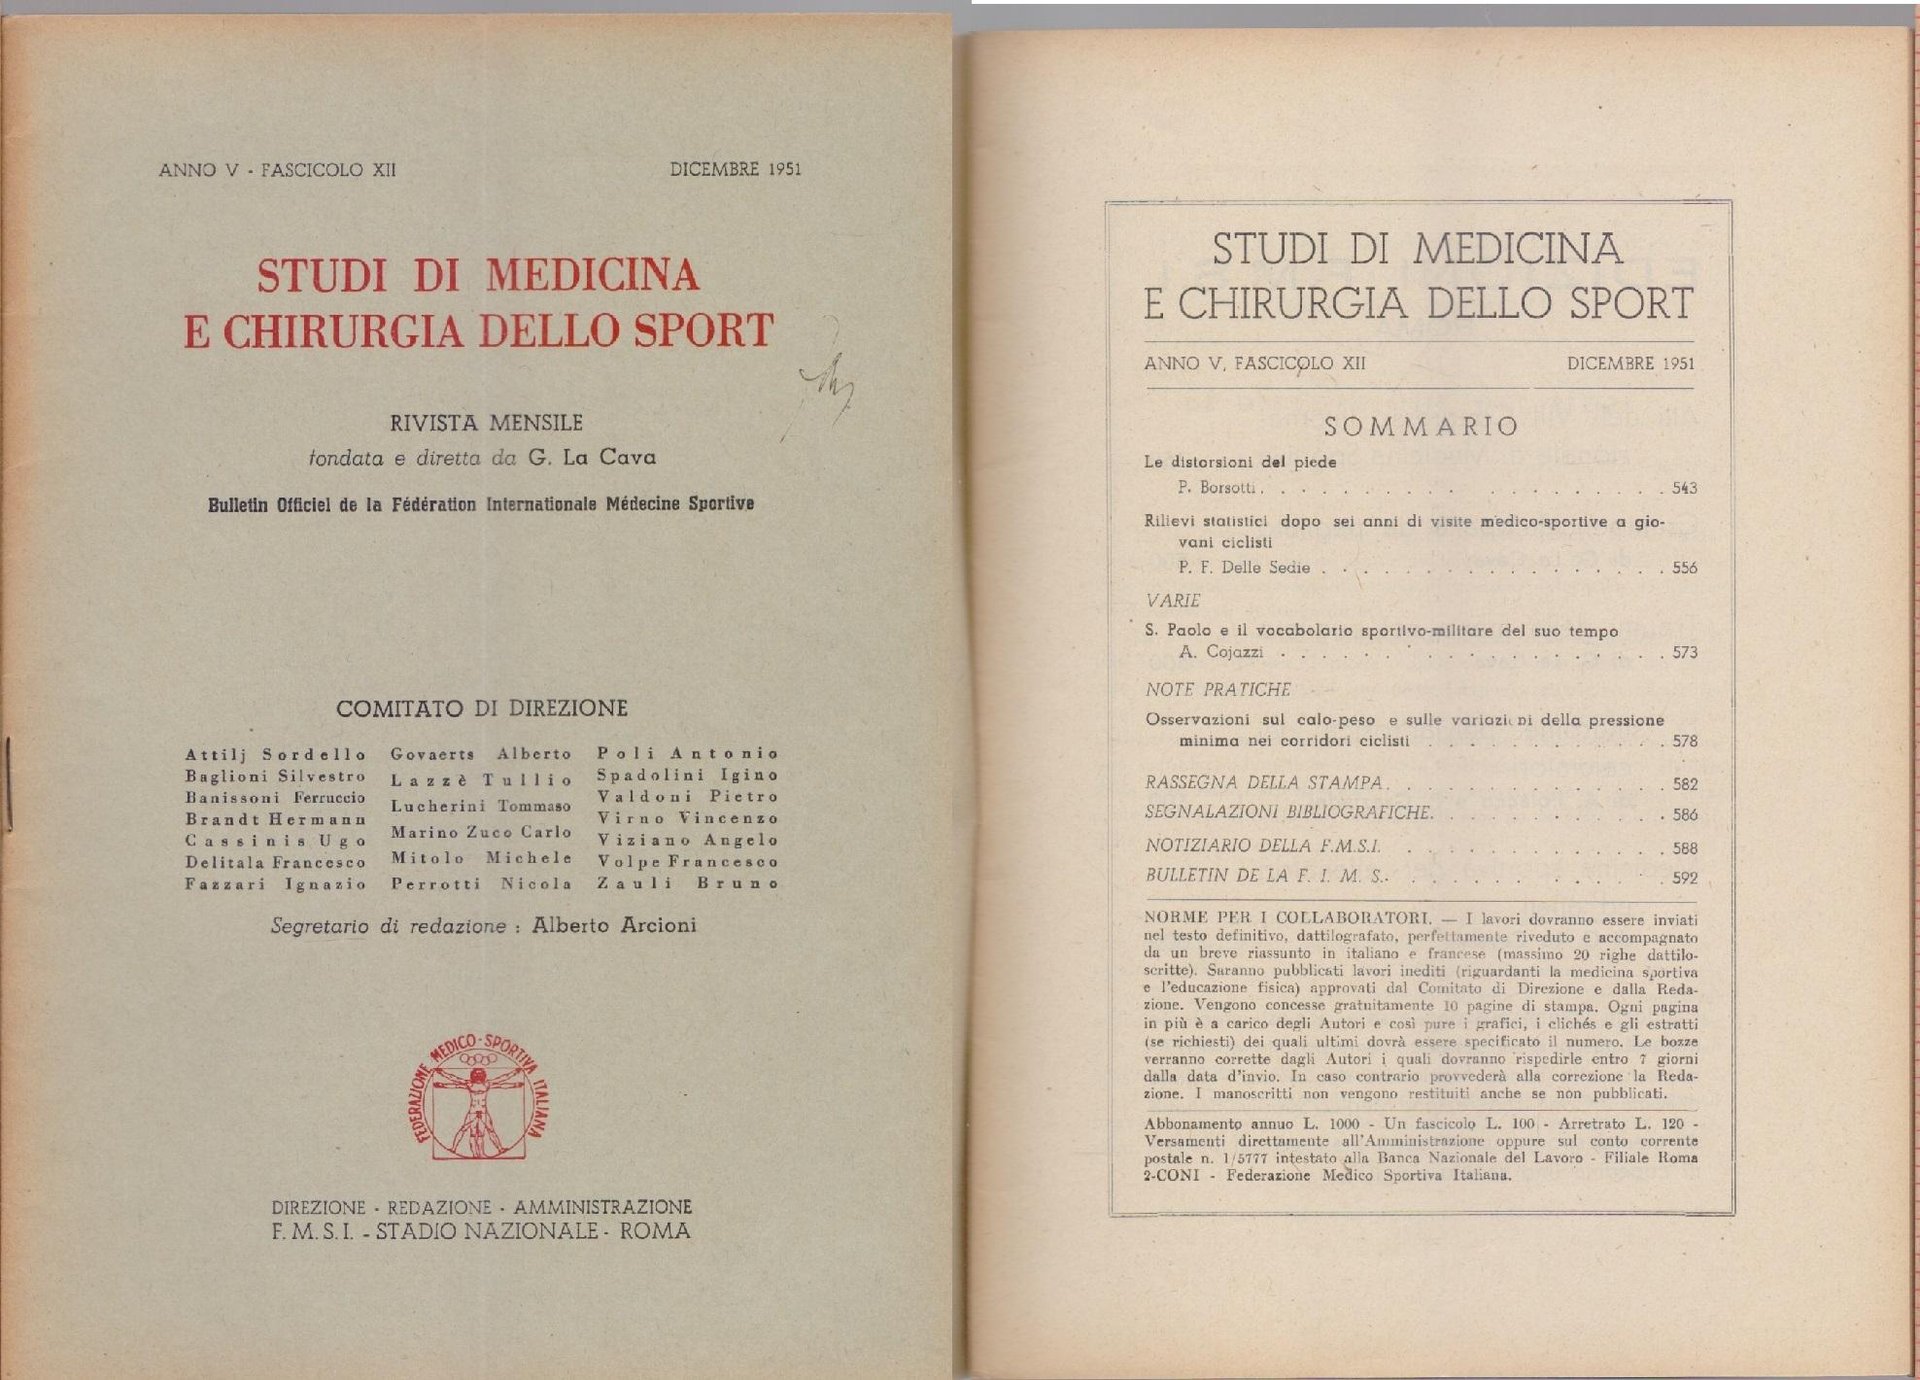 ANNO V - FASCICOLO XII DICEMBRE 1951
STUDI DI MEDICINA
E CHIRURGIA DELLO SPORT
RIVISTA MENSILE
fondata e diretta da G. La Cava
Bulletin Officiel de la Fédération Internationale Médecine Sportive
COMITATO DI DIREZIONE
Attilj Sordello
Baglioni Silvestro
Banissoni Ferruccio
Brandt Hermann
Cassinis Ugo
Delitala Francesco
Fazzari Ignazio
Govaerts Alberto
Lazzè Tullio
Lucherini Tommaso
Marino Zuco Carlo
Mitolo Michele
Perrotti Nicola
Poli Antonio
Spadolini Igino
Valdoni Pietro
Virno Vincenzo
Viziano Angelo
Volpe Francesco
Zauli Bruno
Segretario di redazione : Alberto Arcioni
FEDERAZIONE MEDICO-SPORTIVA ITALIANA
DIREZIONE - REDAZIONE - AMMINISTRAZIONE
F. M. S. I. - STADIO NAZIONALE - ROMA
STUDI DI MEDICINA
E CHIRURGIA DELLO SPORT
ANNO V, FASCICOLO XII DICEMBRE 1951
SOMMARIO
Le distorsioni del piede
P. Borsotti . . . . . . . . . . . . . . . . . . 543
Rilievi statistici dopo sei anni di visite medico-sportive a gio-
vani ciclisti
P. F. Delle Sedie . . . . . . . . . . . . . . . . . 556
VARIE
S. Paolo e il vocabolario sportivo-militare del suo tempo
A. Cojazzi . . . . . . . . . . . . . . . . . . . 573
NOTE PRATICHE
Osservazioni sul calo-peso e sulle variazioni della pressione
minima nei corridori ciclisti . . . . . . . . . . . . 578
RASSEGNA DELLA STAMPA . . . . . . . . . . . . . . 582
SEGNALAZIONI BIBLIOGRAFICHE. . . . . . . . . . . . 586
NOTIZIARIO DELLA F.M.S.I. . . . . . . . . . . . . . 588
BULLETIN DE LA F. I. M. S. . . . . . . . . . . . . . 592
NORME PER I COLLABORATORI. — I lavori dovranno essere inviati
nel testo definitivo, dattilografato, perfettamente riveduto e accompagnato
da un breve riassunto in italiano e francese (massimo 20 righe dattilo-
scritte). Saranno pubblicati lavori inediti (riguardanti la medicina sportiva
e l'educazione fisica) approvati dal Comitato di Direzione e dalla Reda-
zione. Vengono concesse gratuitamente 10 pagine di stampa. Ogni pagina
in più è a carico degli Autori e così pure i grafici, i clichés e gli estratti
(se richiesti) dei quali ultimi dovrà essere specificato il numero. Le bozze
verranno corrette dagli Autori i quali dovranno rispedirle entro 7 giorni
dalla data d'invio. In caso contrario provvederà alla correzione la Reda-
zione. I manoscritti non vengono restituiti anche se non pubblicati.
Abbonamento annuo L. 1000 - Un fascicolo L. 100 - Arretrato L. 120 -
Versamenti direttamente all'Amministrazione oppure sul conto corrente
postale n. 1/5777 intestato alla Banca Nazionale del Lavoro - Filiale Roma
2-CONI - Federazione Medico Sportiva Italiana.